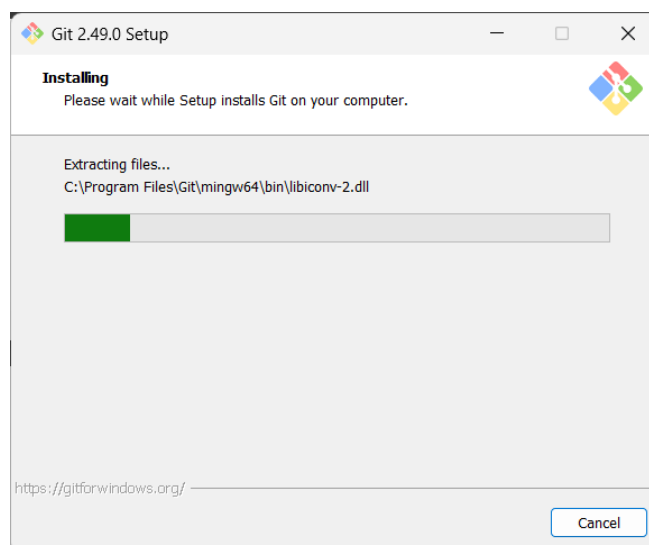 Git 2.49.0 Setup
Installing
Please wait while Setup installs Git on your computer.
Extracting files...
C:\Program Files\Git\mingw64\bin\libiconv-2.dll
https://gitforwindows.org/
Cancel